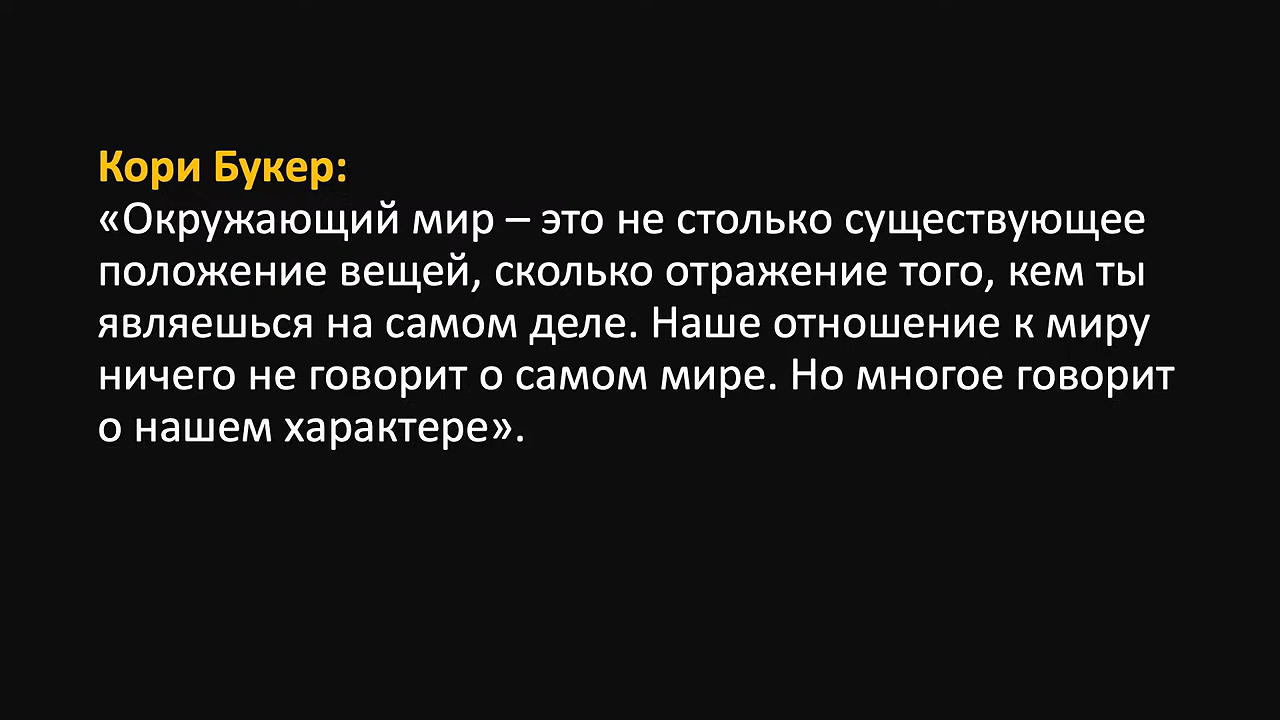 Кори Букер:
«Окружающий мир – это не столько существующее
положение вещей, сколько отражение того, кем ты
являешься на самом деле. Наше отношение к миру
ничего не говорит о самом мире. Но многое говорит
о нашем характере».